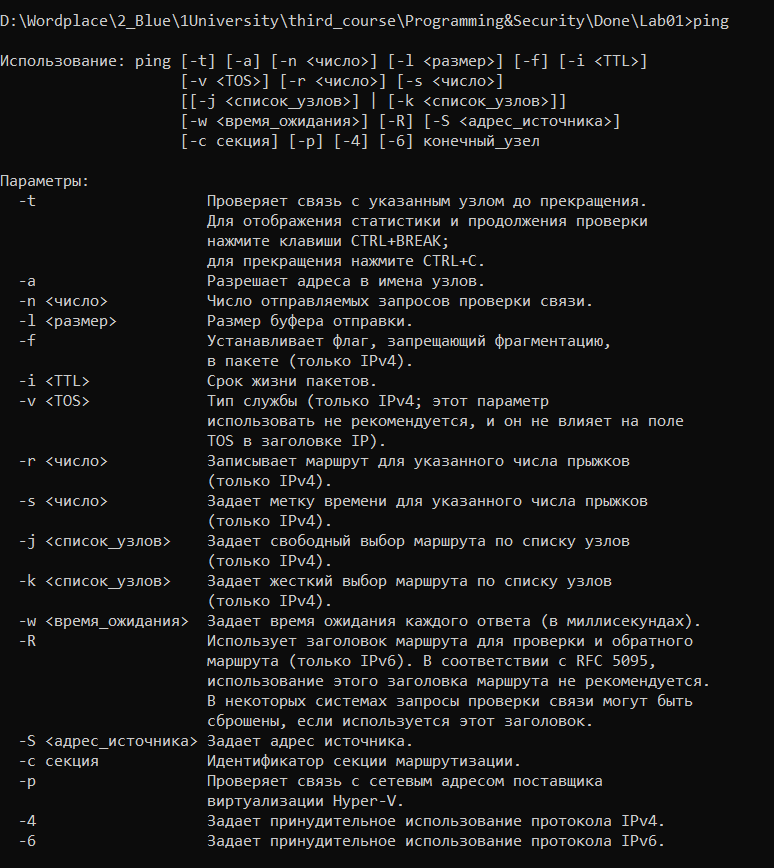 D:\Wordplace\2_Blue\1University\third_course\Programming&Security\Done\Lab01>ping
Использование: ping [-t] [-a] [-n <число>] [-l <размер>] [-f] [-i <TTL>]
[-v <TOS>] [-r <число>] [-s <число>]
[[-j <список_узлов>] | [-k <список_узлов>]]
[-w <время_ожидания>] [-R] [-S <адрес_источника>]
[-c секция] [-p] [-4] [-6] конечный_узел
Параметры:
-t Проверяет связь с указанным узлом до прекращения.
Для отображения статистики и продолжения проверки
нажмите клавиши CTRL+BREAK;
для прекращения нажмите CTRL+C.
-a Разрешает адреса в имена узлов.
-n <число> Число отправляемых запросов проверки связи.
-l <размер> Размер буфера отправки.
-f Устанавливает флаг, запрещающий фрагментацию,
в пакете (только IPv4).
-i <TTL> Срок жизни пакетов.
-v <TOS> Тип службы (только IPv4; этот параметр
использовать не рекомендуется, и он не влияет на поле
TOS в заголовке IP).
-r <число> Записывает маршрут для указанного числа прыжков
(только IPv4).
-s <число> Задает метку времени для указанного числа прыжков
(только IPv4).
-j <список_узлов> Задает свободный выбор маршрута по списку узлов
(только IPv4).
-k <список_узлов> Задает жесткий выбор маршрута по списку узлов
(только IPv4).
-w <время_ожидания> Задает время ожидания каждого ответа (в миллисекундах).
-R Использует заголовок маршрута для проверки и обратного
маршрута (только IPv6). В соответствии с RFC 5095,
использование этого заголовка маршрута не рекомендуется.
В некоторых системах запросы проверки связи могут быть
сброшены, если используется этот заголовок.
-S <адрес_источника> Задает адрес источника.
-c секция Идентификатор секции маршрутизации.
-p Проверяет связь с сетевым адресом поставщика
виртуализации Hyper-V.
-4 Задает принудительное использование протокола IPv4.
-6 Задает принудительное использование протокола IPv6.